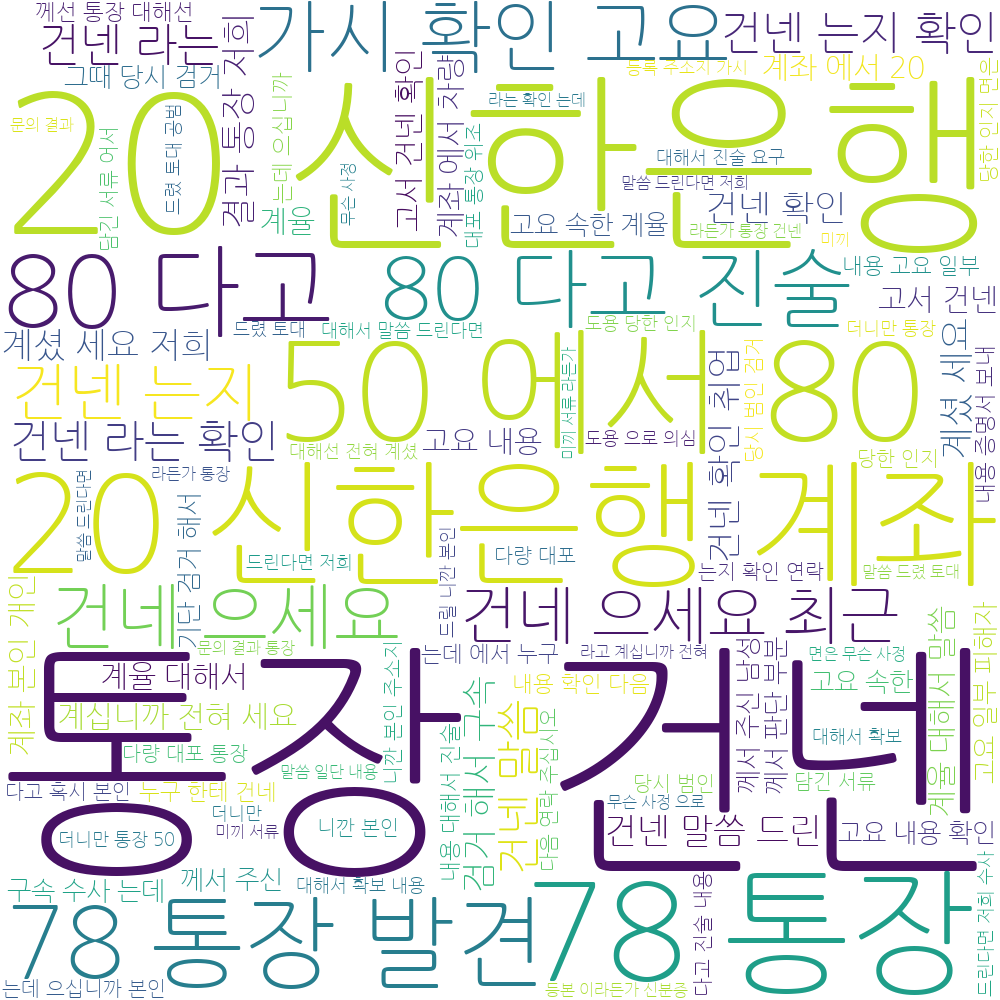 께선 통장 대해선
건넨 라는
가시 확인 고요
건넨 는지 확인
그때 당시 검거
결과 통장 저희
는데 으십니까
등록 주소지 가시
계좌 에서 20
라는 확인 는데
고서 건넨 확인
계좌 에서 차량
대포 통장 위조
당한 인지 면은
문의 결과
20 신한은행
담긴 서류 어서
드렸 토대 공범
계율
무슨 사정
대해서 진술 요구
말씀 드린다면 저희
건넨 확인
고요 속한 계율
라든가 통장 건넨
미끼
80 다고
80 다고 진술
내용 고요 일부
고서 건넨
드렸 토대
대해서 말씀 드린다면
도용 당한 인지
더니만 통장
계셨 세요 저희
50 에서 80
건넨 는지
미끼 서류 라든가
건넨 확인 취업
당시 범인 검거
계셨 세요
내용 증명서 보내
건넨 라는 확인
대해선 전혀 계셨
고요 내용
도용 으로 의심
당한 인지
라든가 통장
20 신한은행 계좌
말씀 드린다면
기단 검거 해서
드린다면 저희
다량 대포
는지 확인 연락
말씀 드렸 토대
드릴 니깐 본인
계좌 본인 개인
건네 으세요
건네 으세요 최근
문의 결과 통장
는데 에서 누구
라고 계십니까 전혀
면은 무슨 사정
통장 건넨
계율 대해서
내용 확인 다음
고요 속한
계십니까 전혀 세요
니깐 본인 주소지
내용 대해서 진술
검거 해서 구속
건넨 말씀
다음 연락 주십시오
께서 주신 남성
께서 판단 부분
대해서 확보
계율 대해서 말씀
고요 일부 피해자
다량 대포 통장
말씀 일단 내용
당시 범인
담긴 서류
다고 혹시 본인
누구 한테 건네
더니만
무슨 사정 으로
더니만 통장 50
미끼 서류
니깐 본인
건넨 말씀 드린
고요 내용 확인
구속 수사 는데
께서 주신
대해서 확보 내용
78 통장 발견
78 통장
다고 진술 내용
드린다면 저희 수사
는데 으십니까 본인
등본 이라든가 신분증